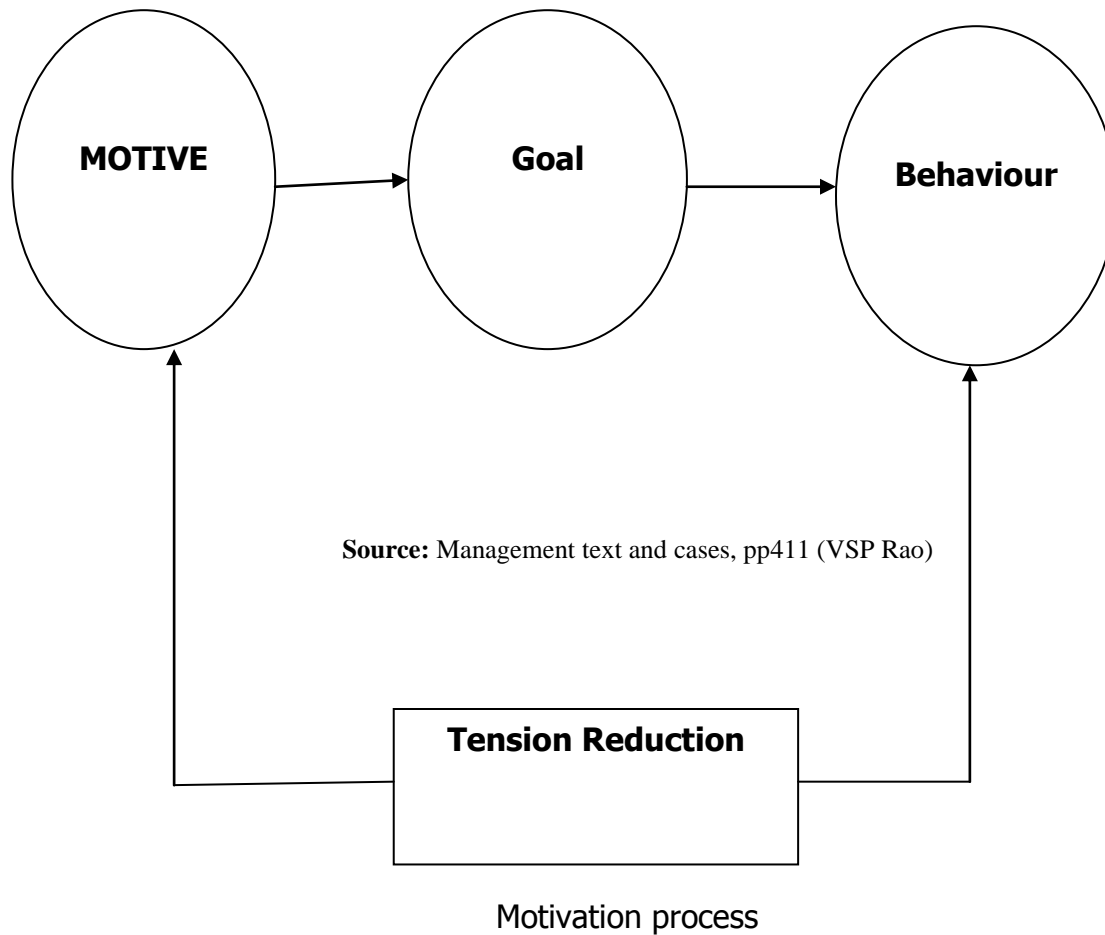 MOTIVE
Goal
Behaviour
Source: Management text and cases, pp411 (VSP Rao)
Tension Reduction
Motivation process